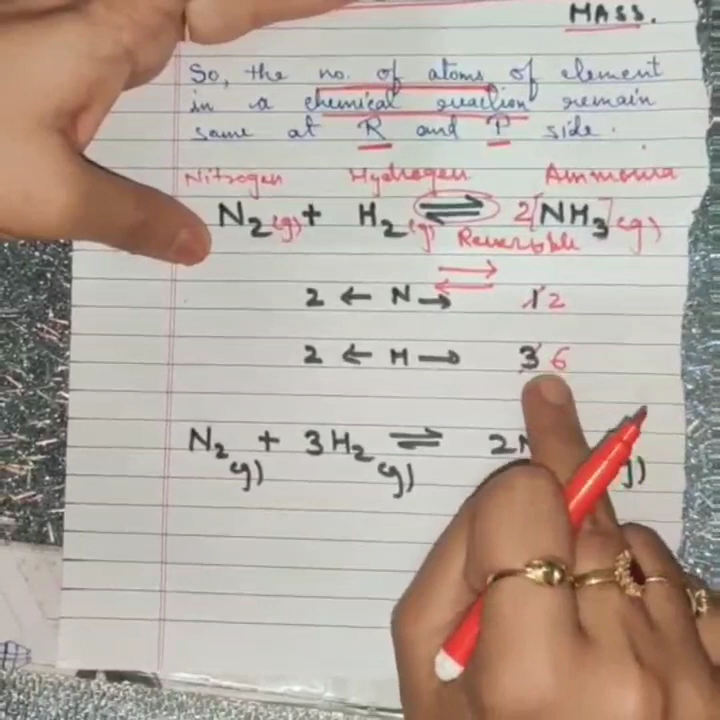 MASS.
So, the no. of atoms of element
in a chemical reaction remain
same at R and P side.
Nitrogen Hydrogen Ammonia
N₂(g) + H₂(g) ⇌ 2[NH₃](g)
Reversible
⇌
2 ← N → 1 2
2 ← H → 3 6
N₂(g) + 3H₂(g) ⇌ 2N g)